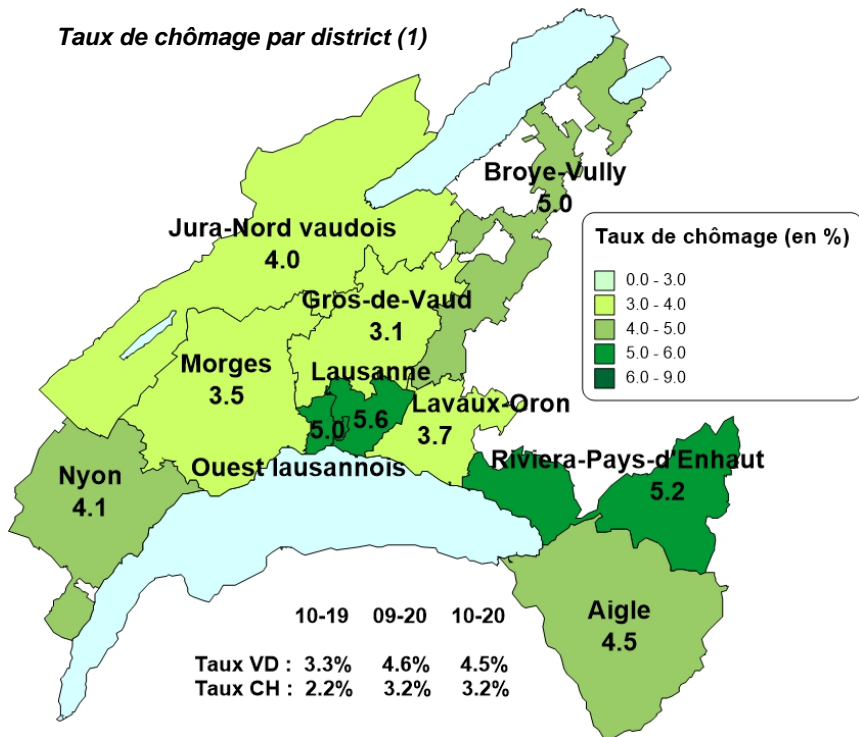 Taux de chômage par district (1)
Broye-Vully
5.0
Jura-Nord vaudois
4.0
Taux de chômage (en %)
0.0 - 3.0
3.0 - 4.0
4.0 - 5.0
5.0 - 6.0
6.0 - 9.0
Gros-de-Vaud
3.1
Morges
3.5
Lausanne
5.6
5.0
Lavaux-Oron
3.7
Ouest lausannois
Riviera-Pays-d'Enhaut
5.2
Nyon
4.1
Aigle
4.5
10-19 09-20 10-20
Taux VD : 3.3% 4.6% 4.5%
Taux CH : 2.2% 3.2% 3.2%